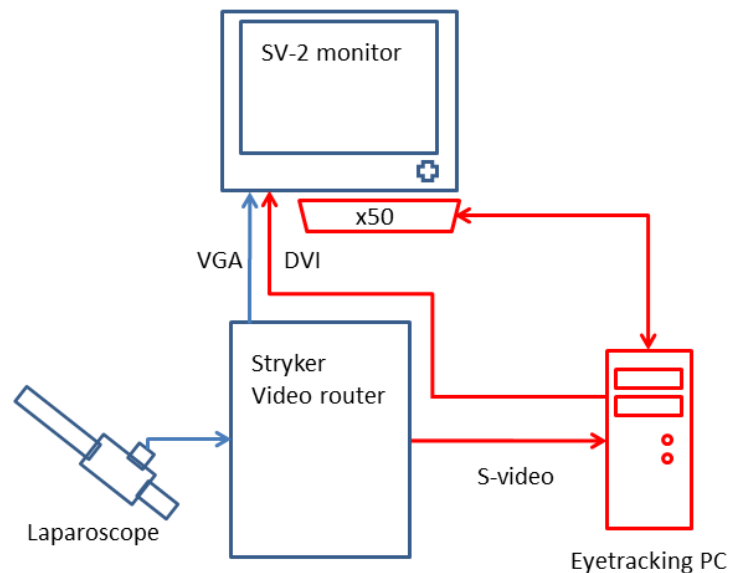 SV-2 monitor
x50
VGA
DVI
Stryker
Video router
S-video
Laparoscope
Eyetracking PC